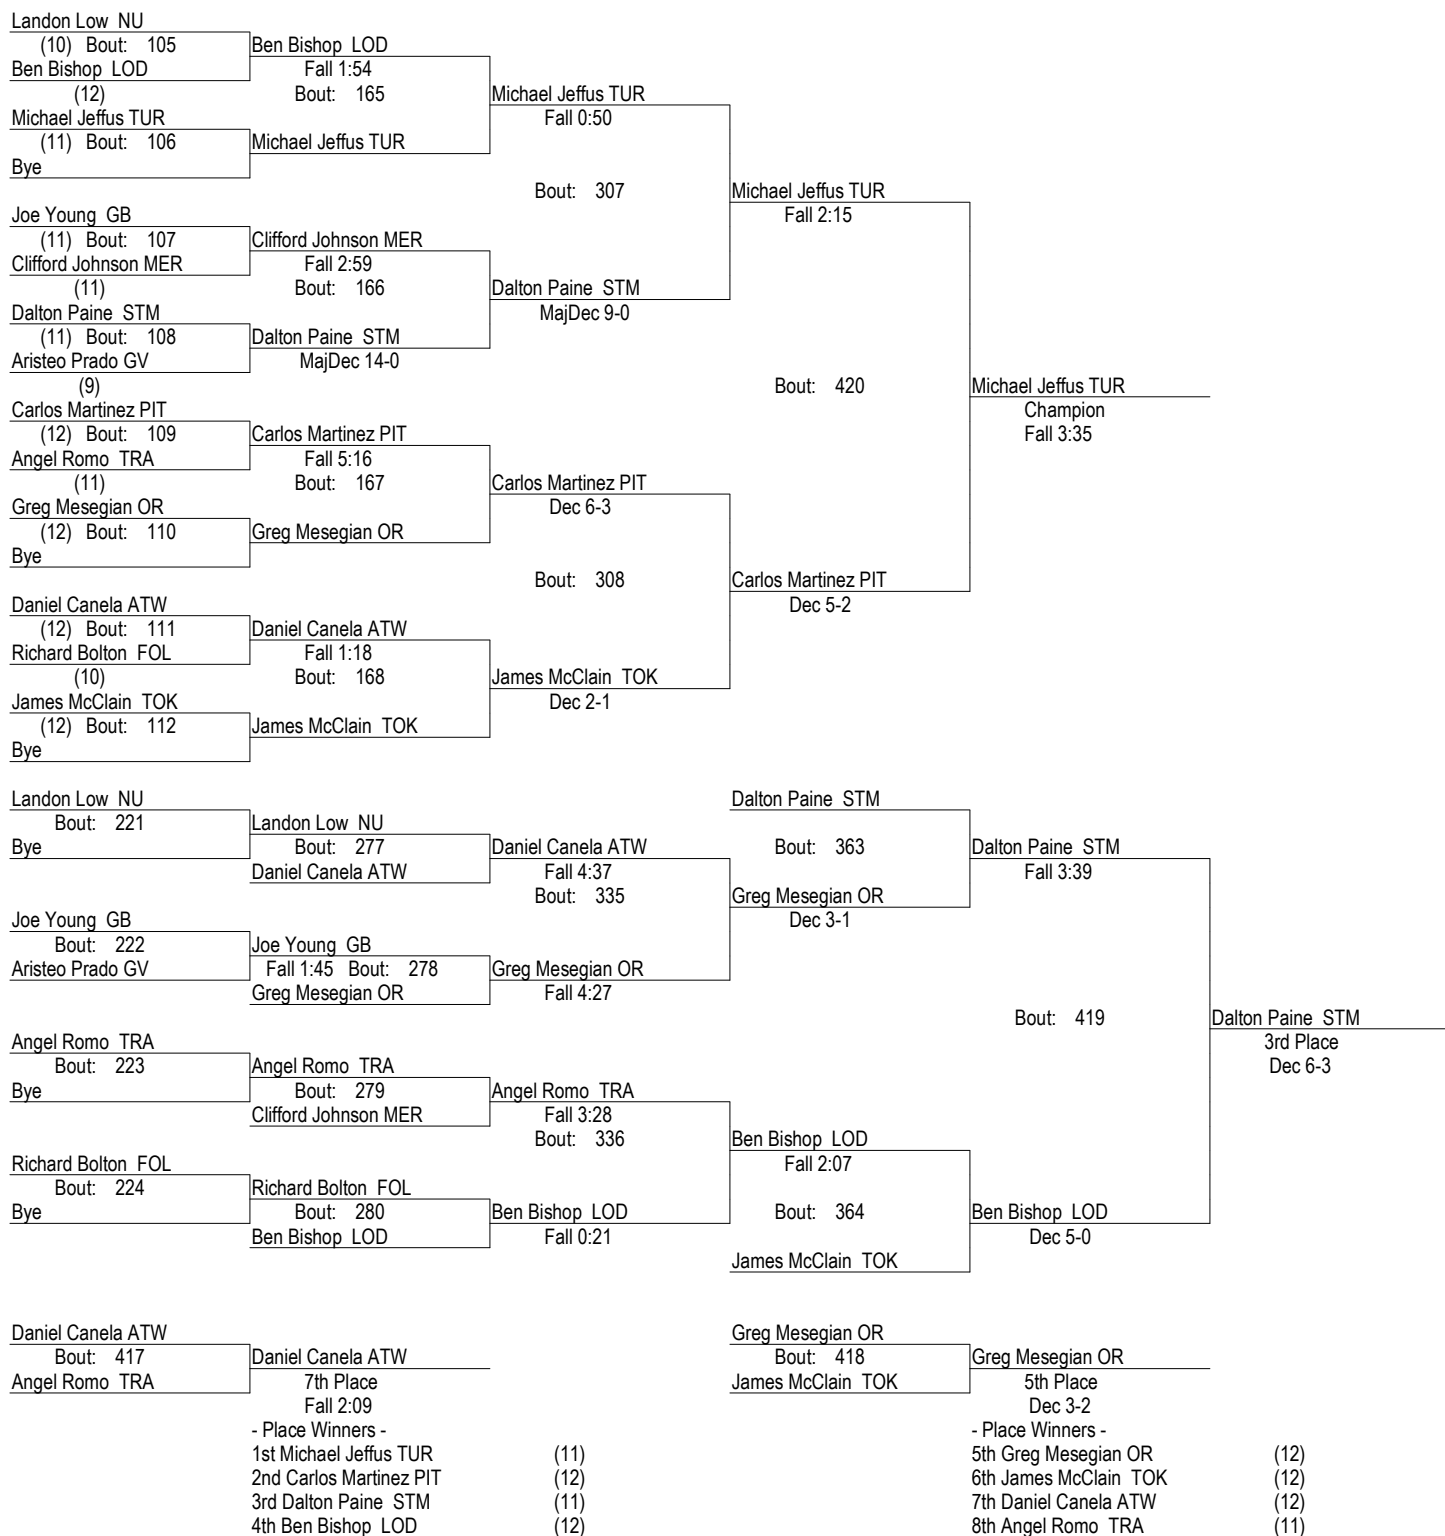 Landon Low NU
(10) Bout: 105 Ben Bishop LOD
Ben Bishop LOD Fall 1:54
(12) Bout: 165 Michael Jeffus TUR
Michael Jeffus TUR Fall 0:50
(11) Bout: 106 Michael Jeffus TUR
Bye
Bout: 307 Michael Jeffus TUR
Joe Young GB Fall 2:15
(11) Bout: 107 Clifford Johnson MER
Clifford Johnson MER Fall 2:59
(11) Bout: 166 Dalton Paine STM
Dalton Paine STM MajDec 9-0
(11) Bout: 108 Dalton Paine STM
Aristeo Prado GV MajDec 14-0
(9) Bout: 420 Michael Jeffus TUR
Carlos Martinez PIT Champion
(12) Bout: 109 Carlos Martinez PIT Fall 3:35
Angel Romo TRA Fall 5:16
(11) Bout: 167 Carlos Martinez PIT
Greg Mesegian OR Dec 6-3
(12) Bout: 110 Greg Mesegian OR
Bye
Bout: 308 Carlos Martinez PIT
Daniel Canela ATW Dec 5-2
(12) Bout: 111 Daniel Canela ATW
Richard Bolton FOL Fall 1:18
(10) Bout: 168 James McClain TOK
James McClain TOK Dec 2-1
(12) Bout: 112 James McClain TOK
Bye
Landon Low NU Dalton Paine STM
Bout: 221 Landon Low NU
Bye Bout: 277 Daniel Canela ATW Bout: 363 Dalton Paine STM
Daniel Canela ATW Fall 4:37 Fall 3:39
Bout: 335 Greg Mesegian OR
Joe Young GB Dec 3-1
Bout: 222 Joe Young GB
Aristeo Prado GV Fall 1:45 Bout: 278 Greg Mesegian OR
Greg Mesegian OR Fall 4:27
Bout: 419 Dalton Paine STM
Angel Romo TRA 3rd Place
Bout: 223 Angel Romo TRA Dec 6-3
Bye Bout: 279 Angel Romo TRA
Clifford Johnson MER Fall 3:28
Bout: 336 Ben Bishop LOD
Richard Bolton FOL Fall 2:07
Bout: 224 Richard Bolton FOL
Bye Bout: 280 Ben Bishop LOD Bout: 364 Ben Bishop LOD
Ben Bishop LOD Fall 0:21 Dec 5-0
James McClain TOK
Daniel Canela ATW Greg Mesegian OR
Bout: 417 Daniel Canela ATW Bout: 418 Greg Mesegian OR
Angel Romo TRA 7th Place James McClain TOK 5th Place
Fall 2:09 Dec 3-2
- Place Winners - - Place Winners -
1st Michael Jeffus TUR (11) 5th Greg Mesegian OR (12)
2nd Carlos Martinez PIT (12) 6th James McClain TOK (12)
3rd Dalton Paine STM (11) 7th Daniel Canela ATW (12)
4th Ben Bishop LOD (12) 8th Angel Romo TRA (11)